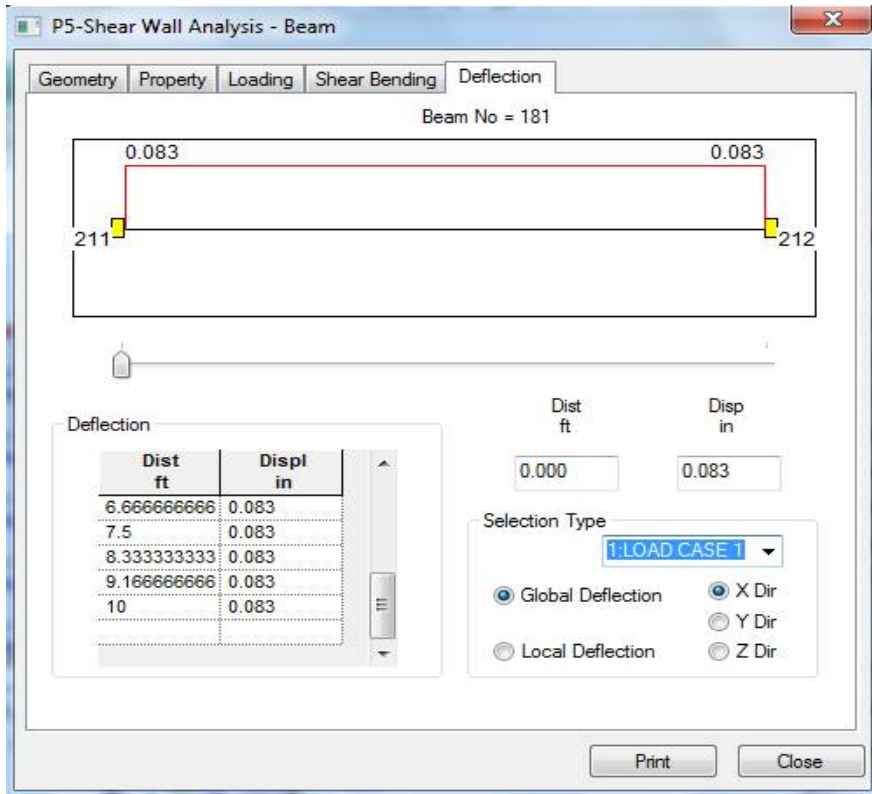 P5-Shear Wall Analysis - Beam
Geometry Property Loading Shear Bending Deflection
Beam No = 181
0.083 0.083
211 212
Dist Disp
ft in
0.000 0.083
Deflection
Dist Displ
ft in
6.666666666 0.083
7.5 0.083
8.333333333 0.083
9.166666666 0.083
10 0.083
Selection Type
1:LOAD CASE 1
Global Deflection X Dir
Y Dir
Local Deflection Z Dir
Print Close